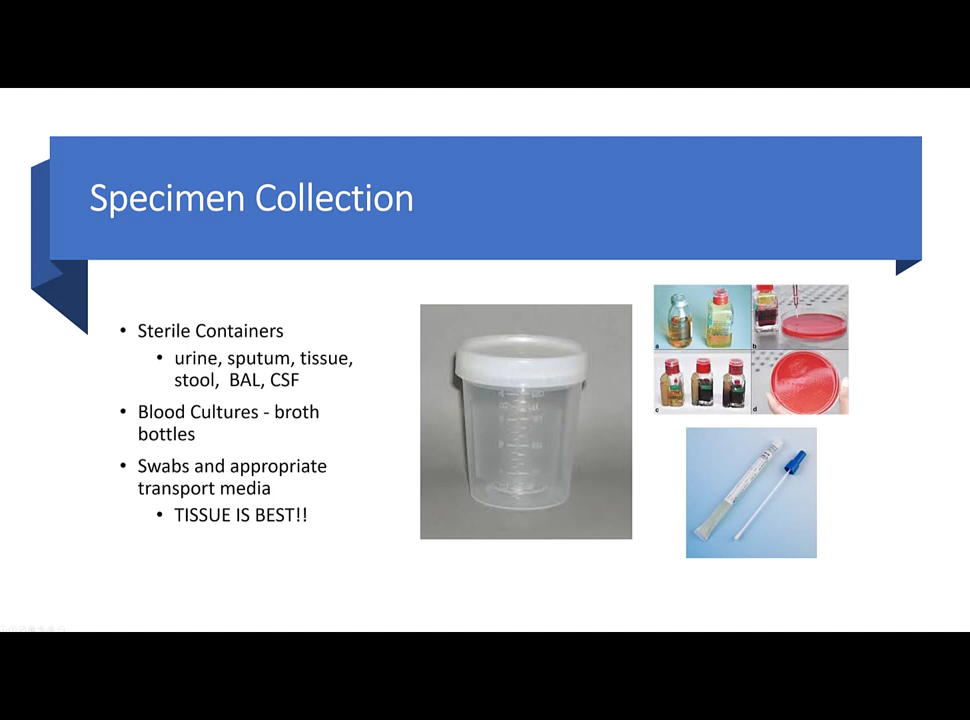 Specimen Collection
• Sterile Containers
• urine, sputum, tissue,
stool, BAL, CSF
• Blood Cultures - broth
bottles
• Swabs and appropriate
transport media
• TISSUE IS BEST!!
a
b
c
d